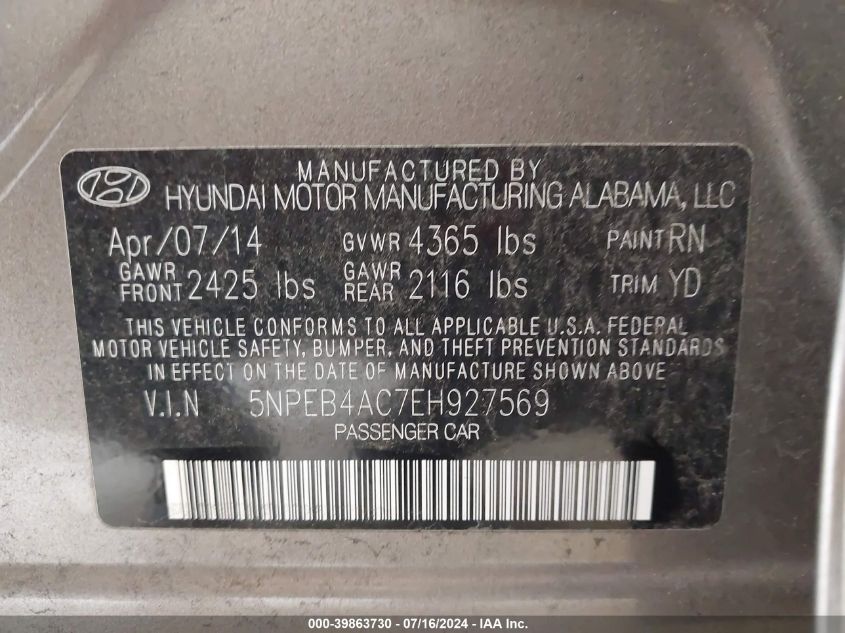 MANUFACTURED BY
HYUNDAI MOTOR MANUFACTURING ALABAMA, LLC
Apr/07/14 GVWR 4365 lbs PAINT RN
GAWR FRONT 2425 lbs GAWR REAR 2116 lbs TRIM YD
THIS VEHICLE CONFORMS TO ALL APPLICABLE U.S.A. FEDERAL
MOTOR VEHICLE SAFETY, BUMPER, AND THEFT PREVENTION STANDARDS
IN EFFECT ON THE DATE OF MANUFACTURE SHOWN ABOVE.
V.I.N 5NPEB4AC7EH927569
PASSENGER CAR
000-39863730 - 07/16/2024 - IAA Inc.